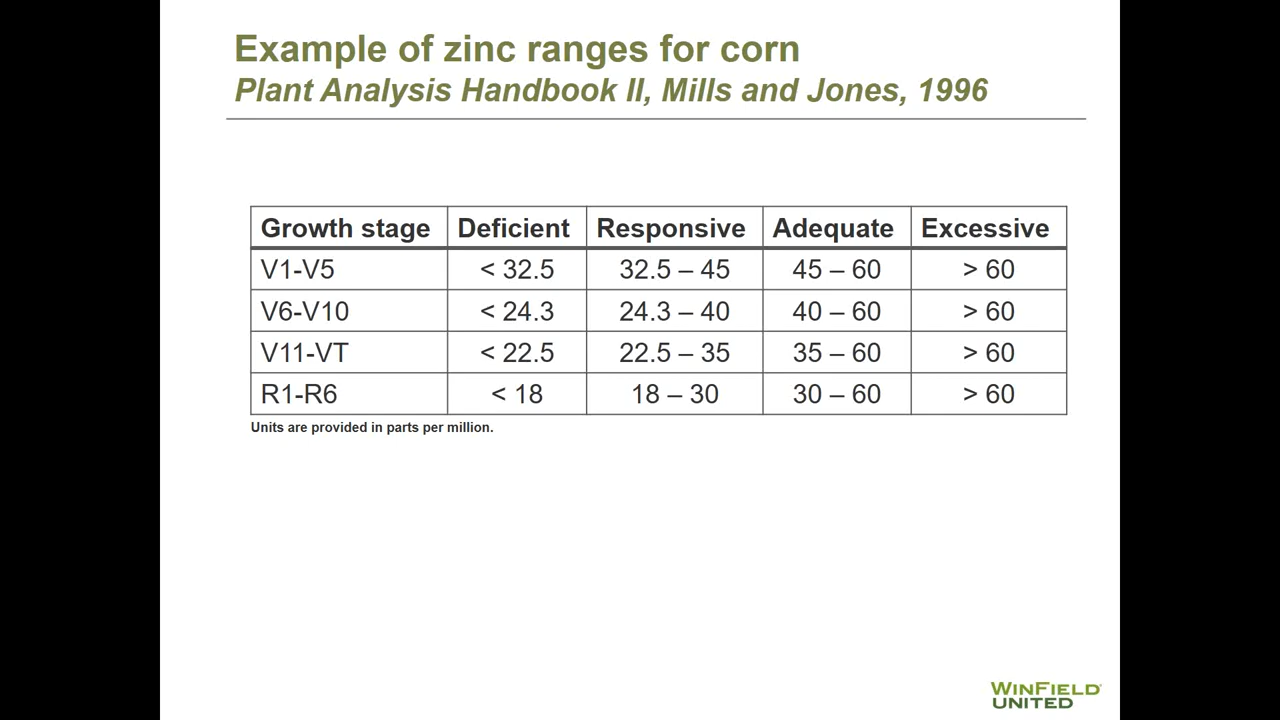 Example of zinc ranges for corn
Plant Analysis Handbook II, Mills and Jones, 1996
Growth stage Deficient Responsive Adequate Excessive
V1-V5 < 32.5 32.5 – 45 45 – 60 > 60
V6-V10 < 24.3 24.3 – 40 40 – 60 > 60
V11-VT < 22.5 22.5 – 35 35 – 60 > 60
R1-R6 < 18 18 – 30 30 – 60 > 60
Units are provided in parts per million.
WINFIELD
UNITED